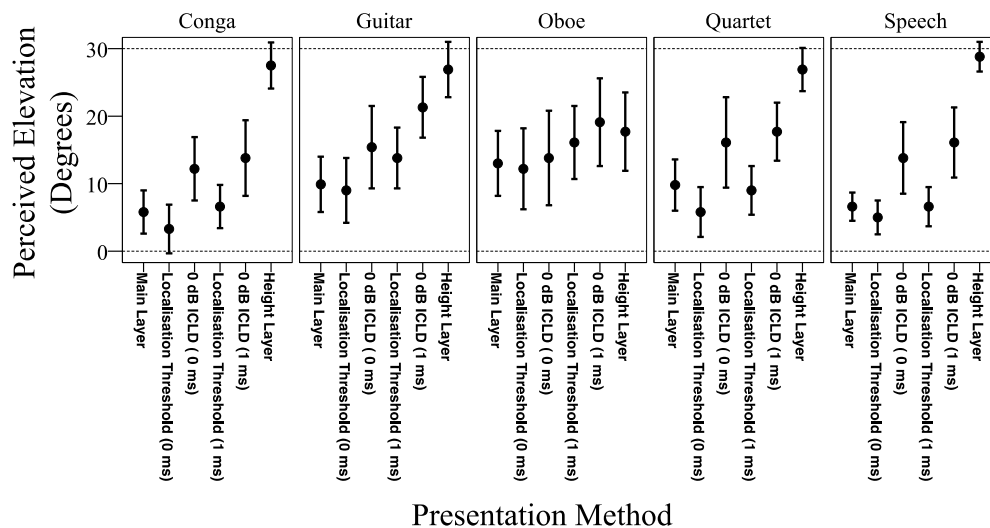 Conga
Guitar
Oboe
Quartet
Speech
Perceived Elevation
(Degrees)
30
20
10
0
Main Layer
Localisation Threshold (0 ms)
0 dB ICLD ( 0 ms)
Localisation Threshold (1 ms)
0 dB ICLD (1 ms)
Height Layer
Main Layer
Localisation Threshold (0 ms)
0 dB ICLD ( 0 ms)
Localisation Threshold (1 ms)
0 dB ICLD (1 ms)
Height Layer
Main Layer
Localisation Threshold (0 ms)
0 dB ICLD ( 0 ms)
Localisation Threshold (1 ms)
0 dB ICLD (1 ms)
Height Layer
Main Layer
Localisation Threshold (0 ms)
0 dB ICLD ( 0 ms)
Localisation Threshold (1 ms)
0 dB ICLD (1 ms)
Height Layer
Main Layer
Localisation Threshold (0 ms)
0 dB ICLD ( 0 ms)
Localisation Threshold (1 ms)
0 dB ICLD (1 ms)
Height Layer
Presentation Method